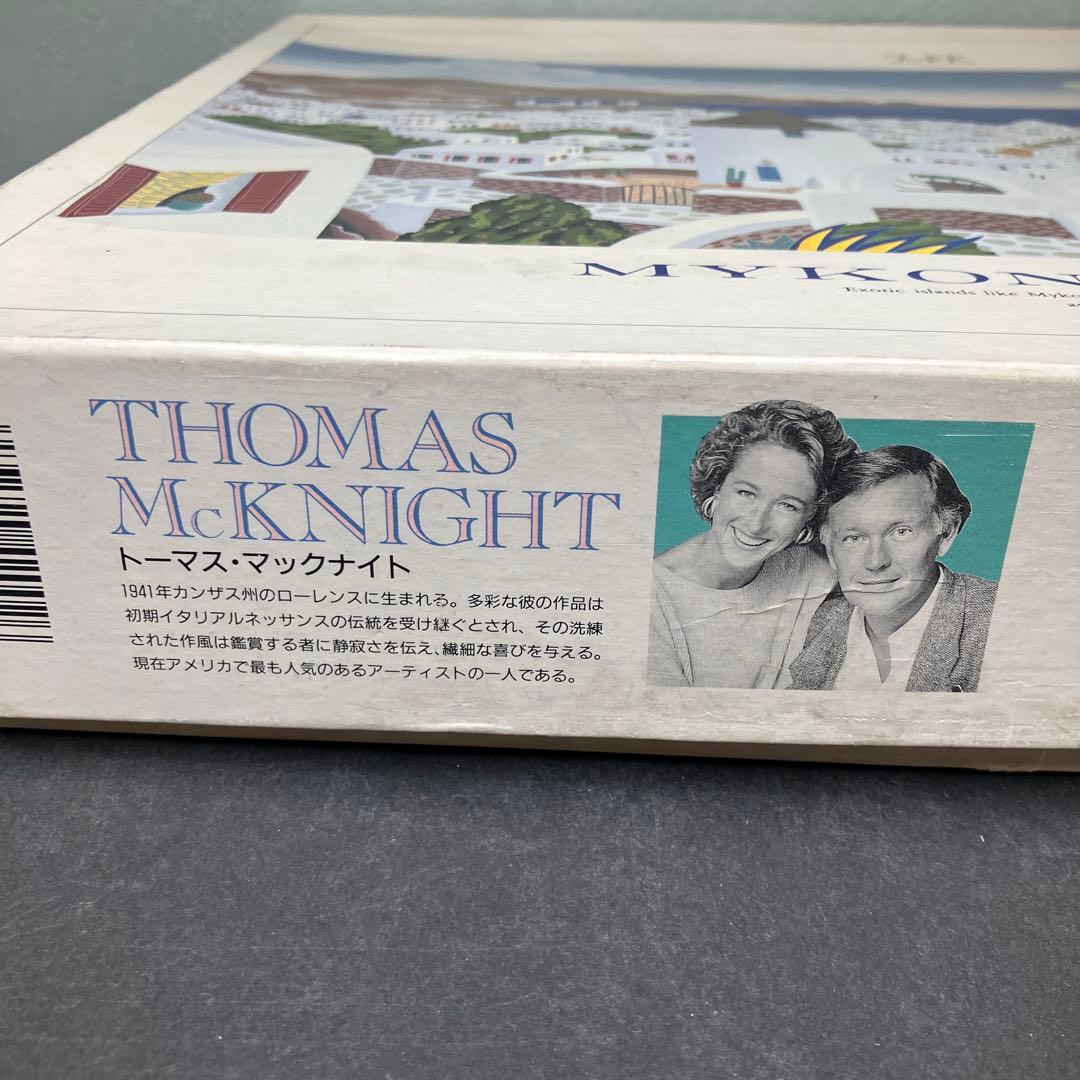 MYKON
Exotic islands like Myko
THOMAS
McKNIGHT
トーマス・マックナイト
1941年カンザス州のローレンスに生まれる。多彩な彼の作品は
初期イタリアルネッサンスの伝統を受け継ぐとされ、その洗練
された作風は鑑賞する者に静寂さを伝え、繊細な喜びを与える。
現在アメリカで最も人気のあるアーティストの一人である。